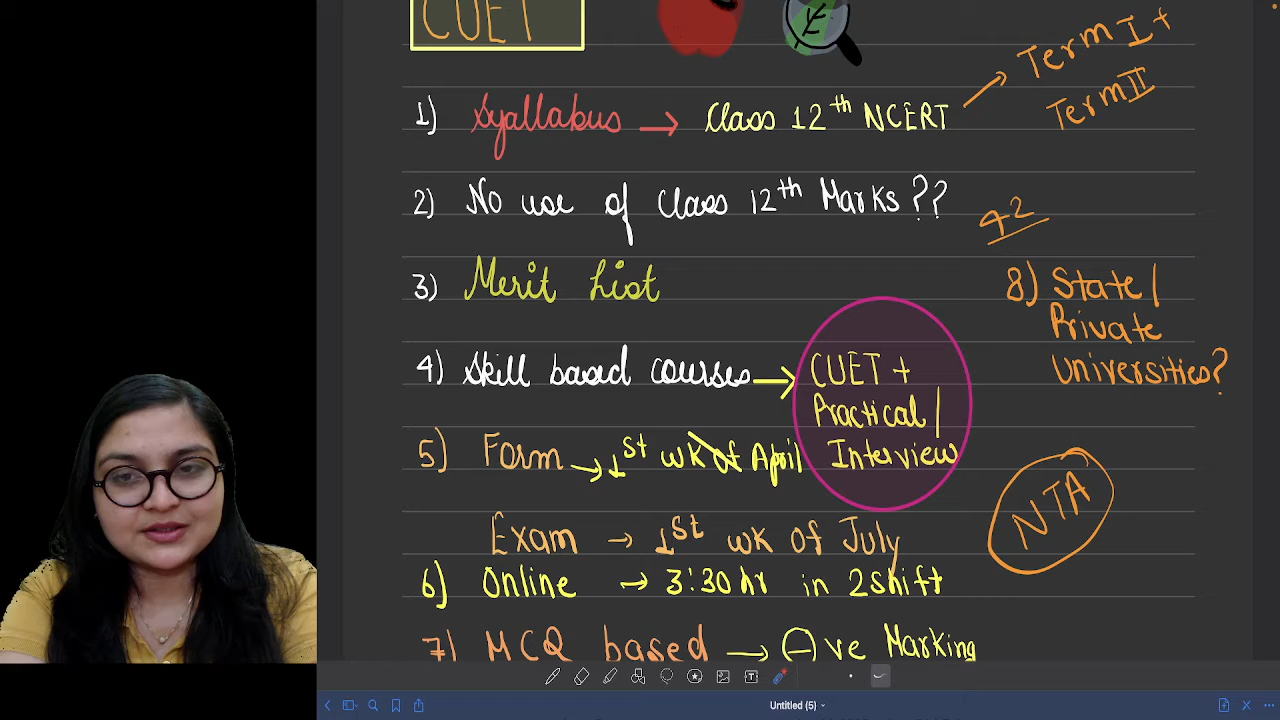 CUET
Term I +
Term II
1) Syallabus → Class 12th NCERT
2) No use of Class 12th Marks??
42
3) Merit List
8) State/
Private
Universities?
4) Skill based courses → CUET +
Practical/
Interview
5) Form → 1st wk of April
NTA
Exam → 1st wk of July
6) Online → 3:30 hr in 2 shift
7) MCQ based → -ve Marking
Untitled (5)